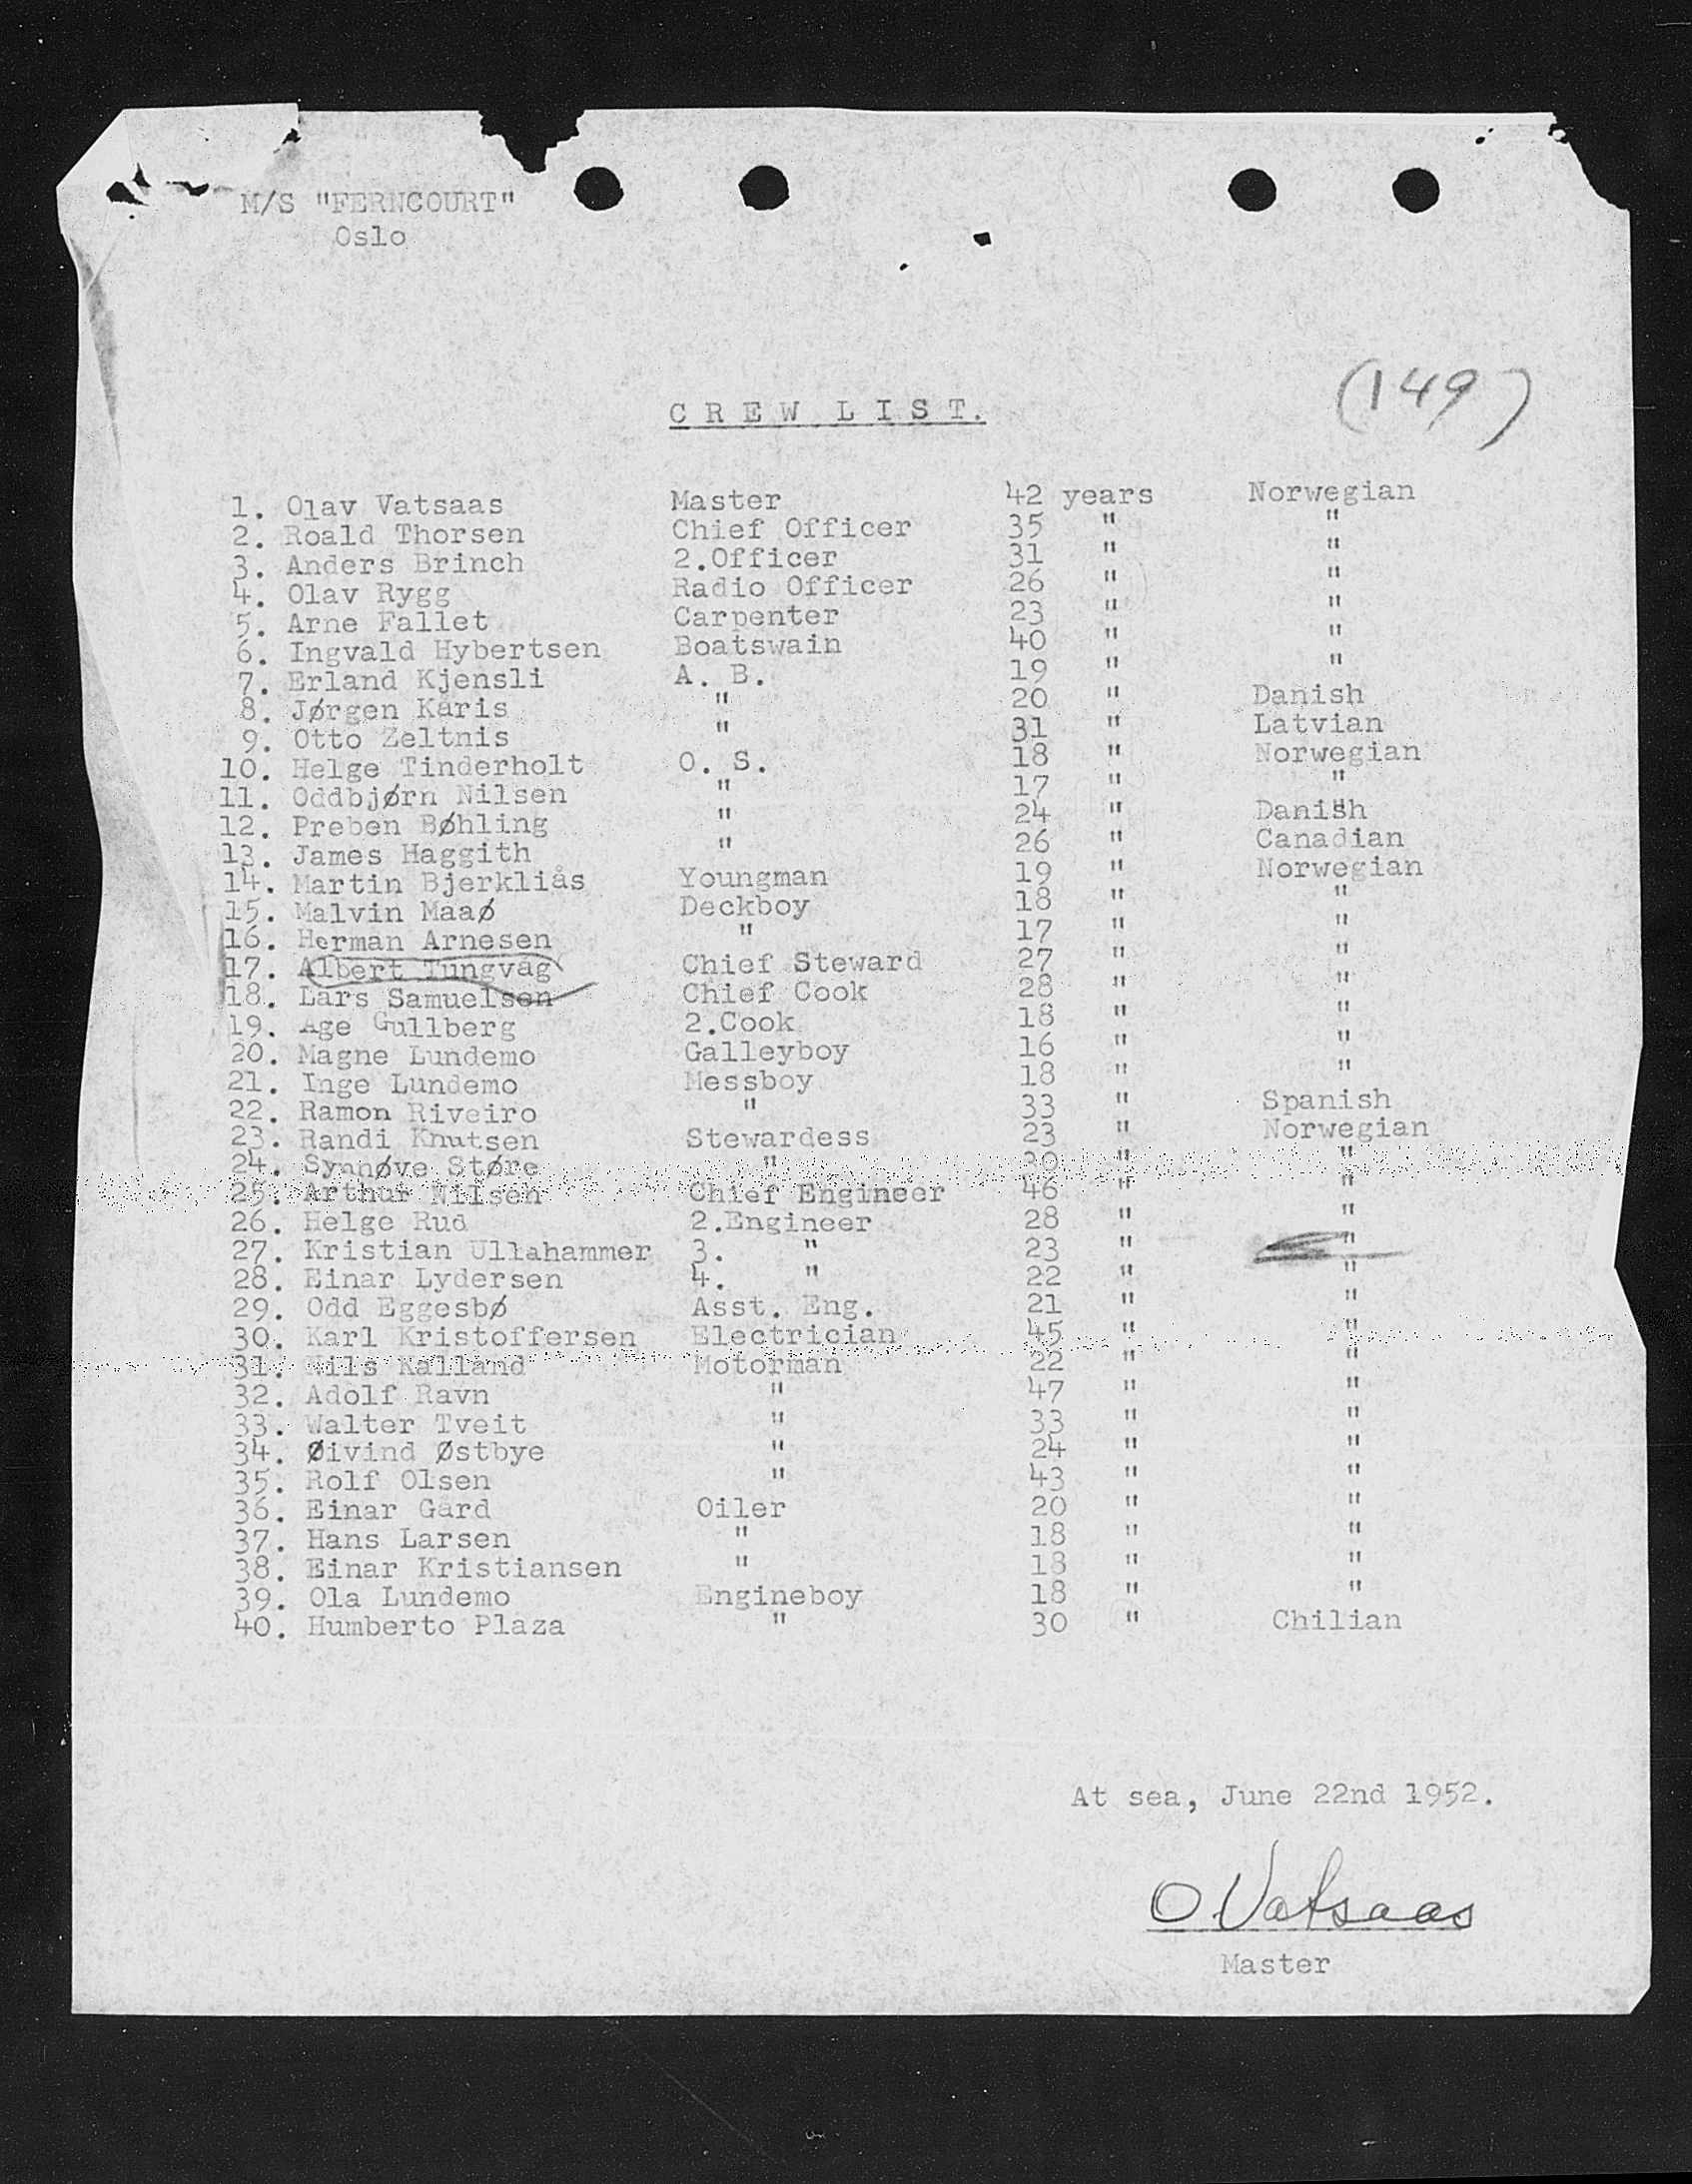 M/S "FERNCOURT"
Oslo
(149)
C R E W   L I S T.
1. Olav Vatsaas Master 42 years Norwegian
2. Roald Thorsen Chief Officer 35 " "
3. Anders Brinch 2.Officer 31 " "
4. Olav Rygg Radio Officer 26 " "
5. Arne Fallet Carpenter 23 " "
6. Ingvald Hybertsen Boatswain 40 " "
7. Erland Kjensli A. B. 19 " "
8. Jørgen Karis " 20 " Danish
9. Otto Zeltnis " 31 " Latvian
10. Helge Tinderholt O. S. 18 " Norwegian
11. Oddbjørn Nilsen " 17 " "
12. Preben Bøhling " 24 " Danish
13. James Haggith " 26 " Canadian
14. Martin Bjerkliås Youngman 19 " Norwegian
15. Malvin Maaø Deckboy 18 " "
16. Herman Arnesen " 17 " "
17. Albert Tungvåg Chief Steward 27 " "
18. Lars Samuelsen Chief Cook 28 " "
19. Åge Gullberg 2.Cook 18 " "
20. Magne Lundemo Galleyboy 16 " "
21. Inge Lundemo Messboy 18 " "
22. Ramon Riveiro " 33 " Spanish
23. Randi Knutsen Stewardess 23 " Norwegian
24. Synnøve Støre " 30 " "
25. Arthur Nilsen Chief Engineer 46 " "
26. Helge Rud 2.Engineer 28 " "
27. Kristian Ullahammer 3. " 23 " "
28. Einar Lydersen 4. " 22 " "
29. Odd Eggesbø Asst. Eng. 21 " "
30. Karl Kristoffersen Electrician 45 " "
31. Nils Kalland Motorman 22 " "
32. Adolf Ravn " 47 " "
33. Walter Tveit " 33 " "
34. Øivind Østbye " 24 " "
35. Rolf Olsen " 43 " "
36. Einar Gård Oiler 20 " "
37. Hans Larsen " 18 " "
38. Einar Kristiansen " 18 " "
39. Ola Lundemo Engineboy 18 " "
40. Humberto Plaza " 30 " Chilian
At sea, June 22nd 1952.
O Vatsaas
Master